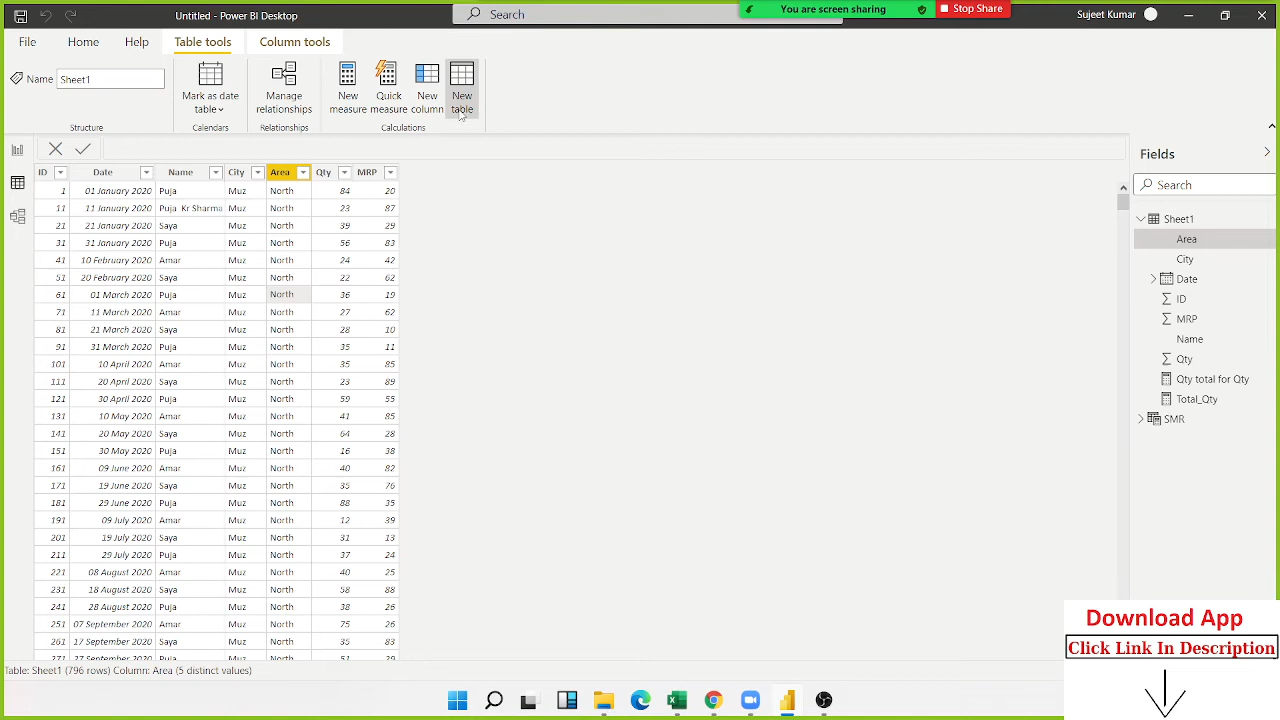 Untitled - Power BI Desktop
Search
You are screen sharing
Stop Share
Sujeet Kumar
File
Home
Help
Table tools
Column tools
Name
Sheet1
Mark as date table
Manage relationships
New measure
Quick measure
New column
New table
Structure
Calendars
Relationships
Calculations
ID Date Name City Area Qty MRP
1 01 January 2020 Puja Muz North 84 20
11 11 January 2020 Puja Kr Sharma Muz North 23 87
21 21 January 2020 Saya Muz North 39 29
31 31 January 2020 Puja Muz North 56 83
41 10 February 2020 Amar Muz North 24 42
51 20 February 2020 Saya Muz North 22 62
61 01 March 2020 Puja Muz North 36 19
71 11 March 2020 Amar Muz North 27 62
81 21 March 2020 Saya Muz North 28 10
91 31 March 2020 Puja Muz North 35 11
101 10 April 2020 Amar Muz North 35 85
111 20 April 2020 Saya Muz North 23 89
121 30 April 2020 Puja Muz North 59 55
131 10 May 2020 Amar Muz North 41 85
141 20 May 2020 Saya Muz North 64 28
151 30 May 2020 Puja Muz North 16 38
161 09 June 2020 Amar Muz North 40 82
171 19 June 2020 Saya Muz North 35 76
181 29 June 2020 Puja Muz North 88 35
191 09 July 2020 Amar Muz North 12 39
201 19 July 2020 Saya Muz North 31 13
211 29 July 2020 Puja Muz North 37 24
221 08 August 2020 Amar Muz North 40 25
231 18 August 2020 Saya Muz North 58 88
241 28 August 2020 Puja Muz North 38 26
251 07 September 2020 Amar Muz North 75 26
261 17 September 2020 Saya Muz North 35 83
271 27 September 2020 Puja Muz North 51 29
Table: Sheet1 (796 rows) Column: Area (5 distinct values)
Fields
Search
Sheet1
Area
City
Date
ID
MRP
Name
Qty
Qty total for Qty
Total_Qty
SMR
Download App
Click Link In Description